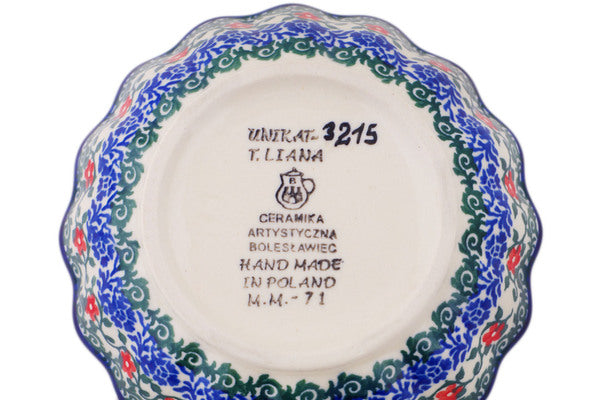 UNIKAT-3215
T. LIANA
B
CERAMIKA
ARTYSTYCZNA
BOLESŁAWIEC
HAND MADE
IN POLAND
M.M.-71